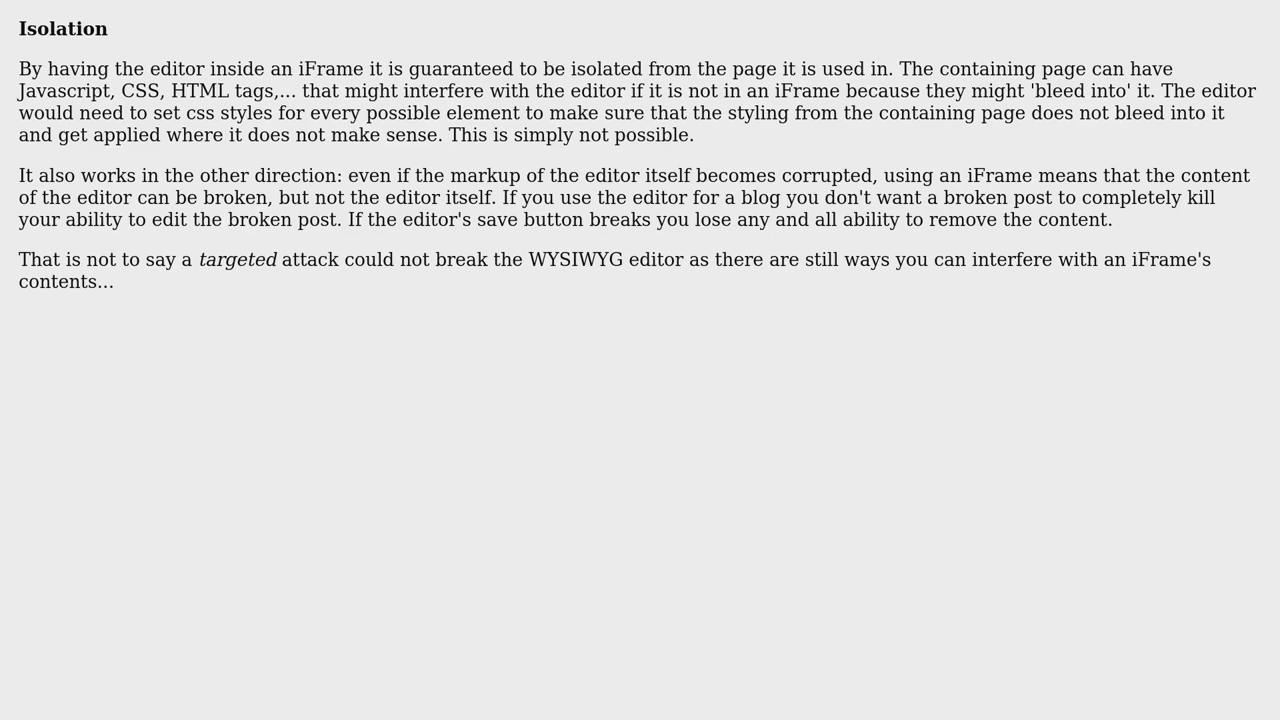 Isolation
By having the editor inside an iFrame it is guaranteed to be isolated from the page it is used in. The containing page can have
Javascript, CSS, HTML tags,... that might interfere with the editor if it is not in an iFrame because they might 'bleed into' it. The editor
would need to set css styles for every possible element to make sure that the styling from the containing page does not bleed into it
and get applied where it does not make sense. This is simply not possible.
It also works in the other direction: even if the markup of the editor itself becomes corrupted, using an iFrame means that the content
of the editor can be broken, but not the editor itself. If you use the editor for a blog you don't want a broken post to completely kill
your ability to edit the broken post. If the editor's save button breaks you lose any and all ability to remove the content.
That is not to say a targeted attack could not break the WYSIWYG editor as there are still ways you can interfere with an iFrame's
contents...